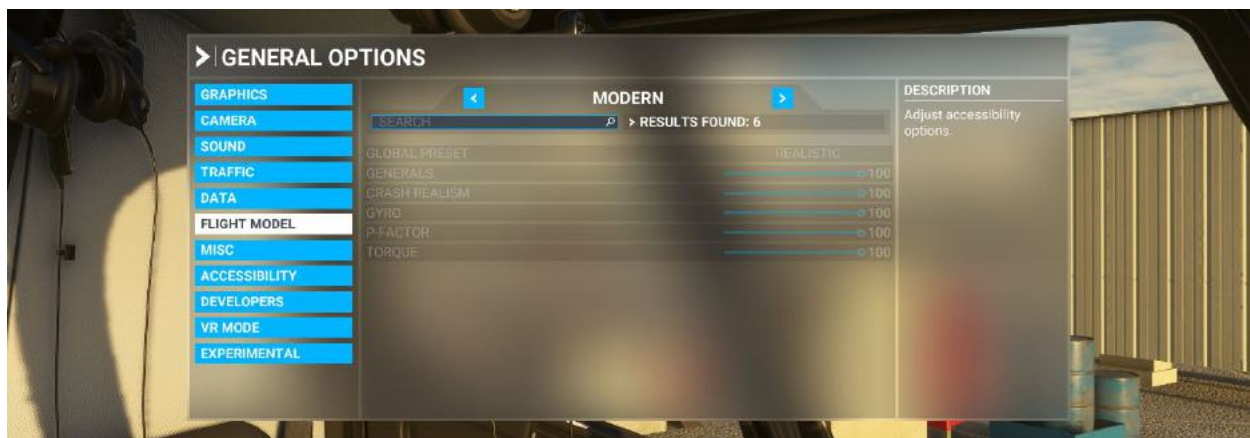 GENERAL OPTIONS
GRAPHICS
CAMERA
SOUND
TRAFFIC
DATA
FLIGHT MODEL
MISC
ACCESSIBILITY
DEVELOPERS
VR MODE
EXPERIMENTAL
MODERN
SEARCH > RESULTS FOUND: 6
GLOBAL PRESET REALISTIC
GENERALS 100
CRASH REALISM 100
GYRO 100
P-FACTOR 100
TORQUE 100
DESCRIPTION
Adjust accessibility
options.